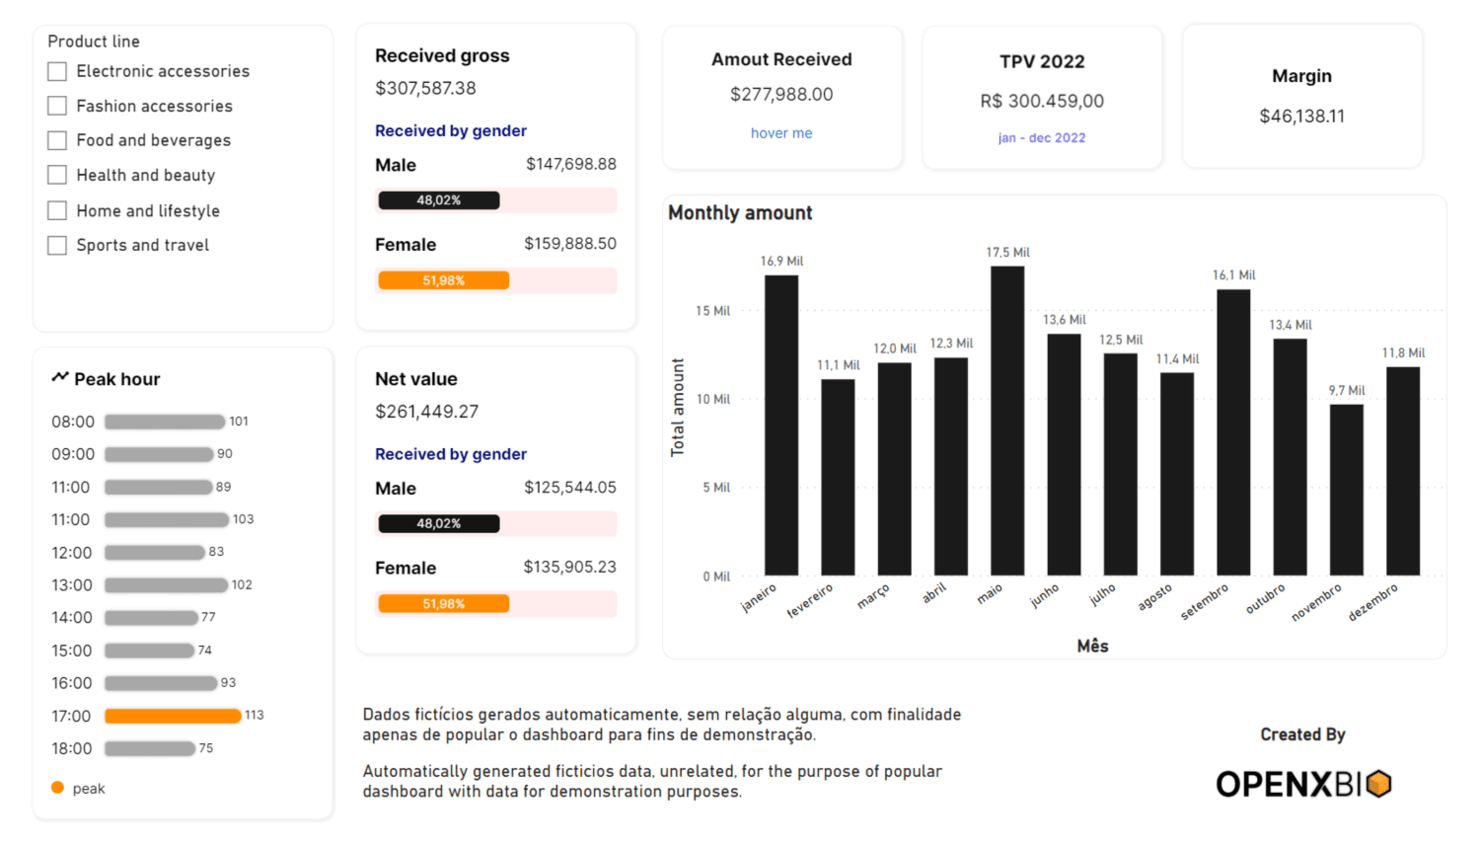 Product line
Electronic accessories
Fashion accessories
Food and beverages
Health and beauty
Home and lifestyle
Sports and travel
Received gross
$307,587.38
Received by gender
Male $147,698.88
48,02%
Female $159,888.50
51,98%
Amout Received
$277,988.00
hover me
TPV 2022
R$ 300.459,00
jan - dec 2022
Margin
$46,138.11
Peak hour
08:00 101
09:00 90
11:00 89
11:00 103
12:00 83
13:00 102
14:00 77
15:00 74
16:00 93
17:00 113
18:00 75
peak
Net value
$261,449.27
Received by gender
Male $125,544.05
48,02%
Female $135,905.23
51,98%
Monthly amount
Total amount
15 Mil
10 Mil
5 Mil
0 Mil
16,9 Mil
11,1 Mil
12,0 Mil
12,3 Mil
17,5 Mil
13,6 Mil
12,5 Mil
11,4 Mil
16,1 Mil
13,4 Mil
9,7 Mil
11,8 Mil
janeiro
fevereiro
março
abril
maio
junho
julho
agosto
setembro
outubro
novembro
dezembro
Mês
Dados fictícios gerados automaticamente, sem relação alguma, com finalidade
apenas de popular o dashboard para fins de demonstração.
Automatically generated ficticios data, unrelated, for the purpose of popular
dashboard with data for demonstration purposes.
Created By
OPENXBI